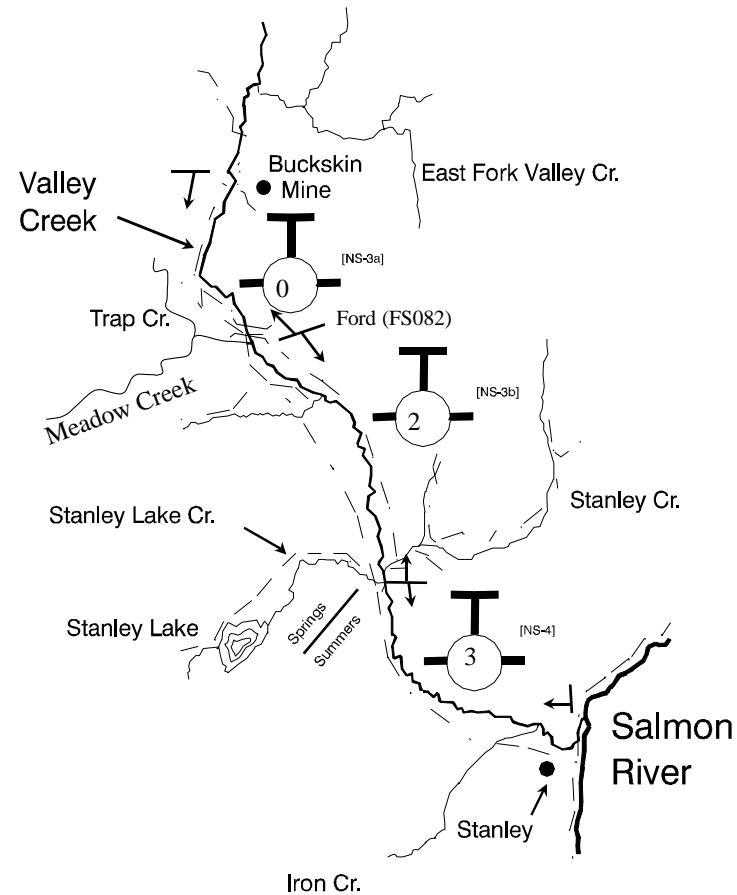 Buckskin
Mine
East Fork Valley Cr.
Valley
Creek
[NS-3a]
0
Trap Cr.
Ford (FS082)
Meadow Creek
[NS-3b]
2
Stanley Cr.
Stanley Lake Cr.
Springs
Summers
Stanley Lake
[NS-4]
3
Salmon
River
Stanley
Iron Cr.